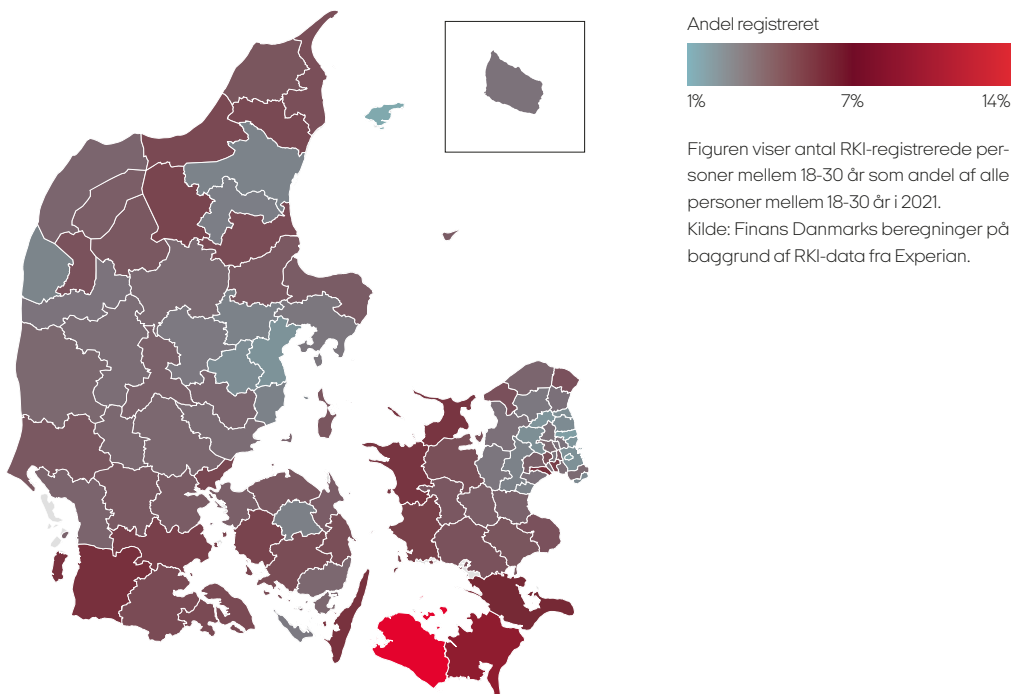 Andel registreret
1% 7% 14%
Figuren viser antal RKI-registrerede per-
soner mellem 18-30 år som andel af alle
personer mellem 18-30 år i 2021.
Kilde: Finans Danmarks beregninger på
baggrund af RKI-data fra Experian.